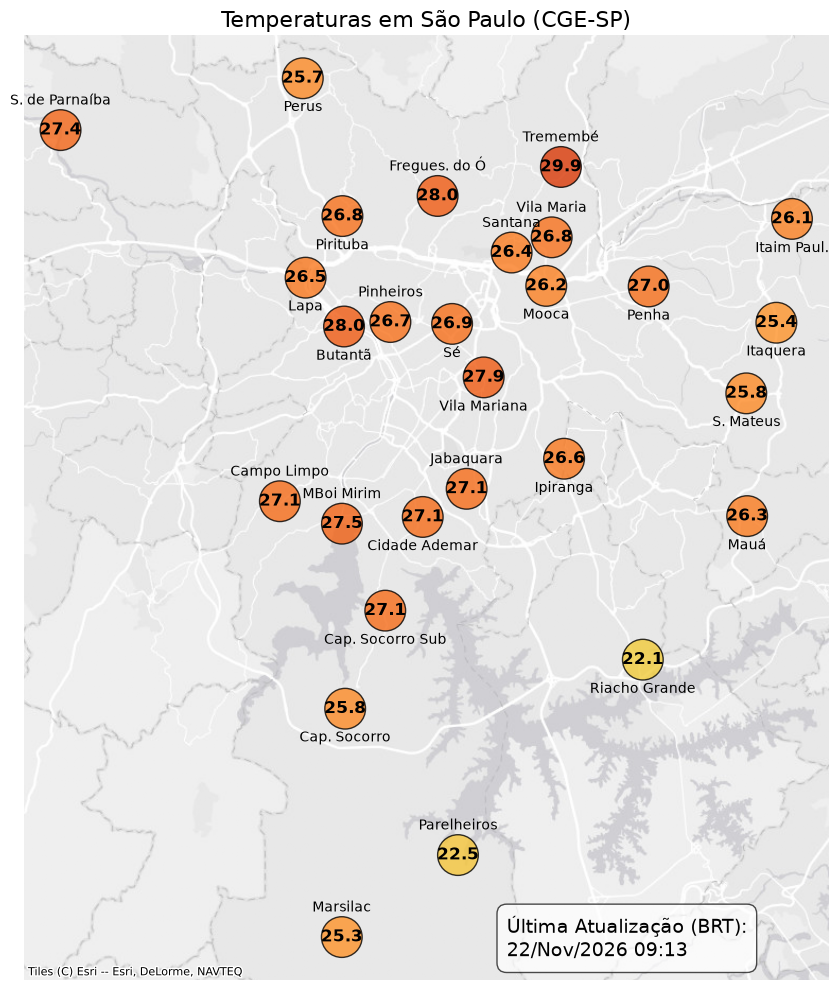 Temperaturas em São Paulo (CGE-SP)
25.7
Perus
S. de Parnaíba
27.4
Tremembé
29.9
Fregues. do Ó
28.0
26.8
Pirituba
Vila Maria
26.8
Santana
26.4
26.1
Itaim Paul.
26.5
Lapa
26.2
Mooca
27.0
Penha
Pinheiros
26.7
28.0
Butantã
26.9
Sé
25.4
Itaquera
27.9
Vila Mariana
25.8
S. Mateus
26.6
Ipiranga
Jabaquara
27.1
Campo Limpo
27.1
MBoi Mirim
27.5
27.1
Cidade Ademar
26.3
Mauá
27.1
Cap. Socorro Sub
22.1
Riacho Grande
25.8
Cap. Socorro
Parelheiros
22.5
Marsilac
25.3
Última Atualização (BRT):
22/Nov/2026 09:13
Tiles (C) Esri -- Esri, DeLorme, NAVTEQ